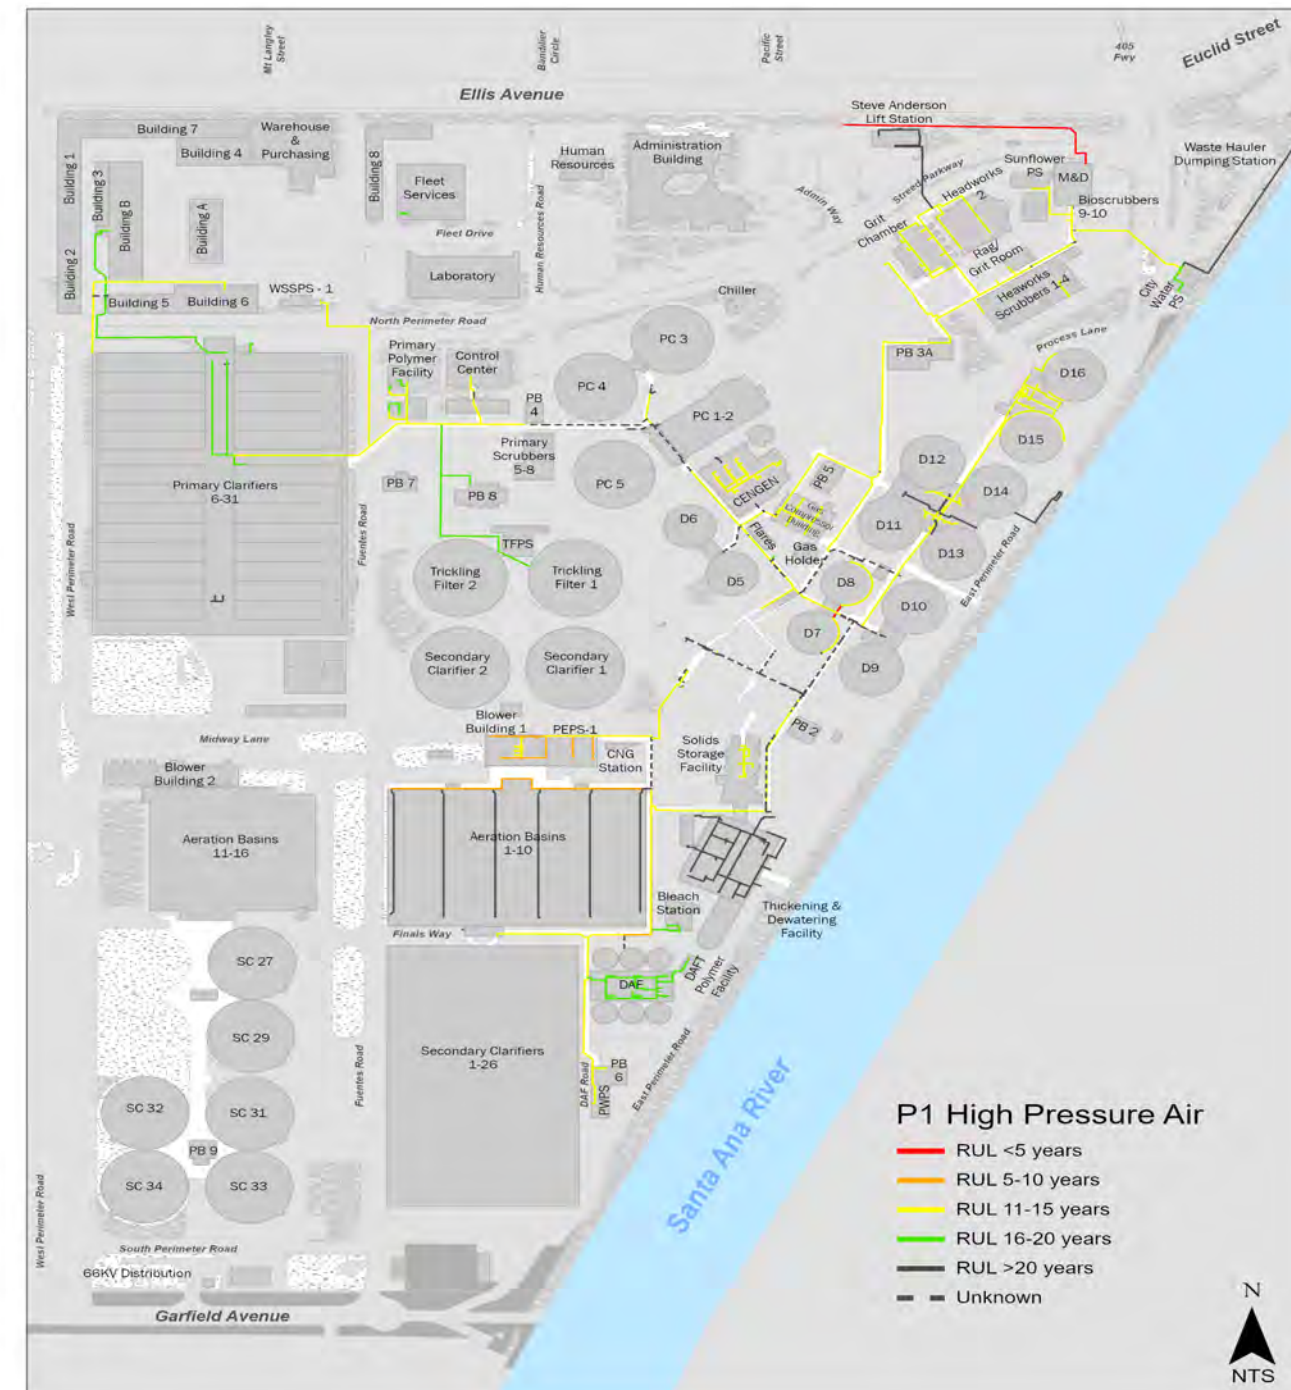 Mt Langley
Street
Bandilier
Circle
Pacific
Street
405
Fwy
Euclid Street
Ellis Avenue
Steve Anderson
Lift Station
Building 7
Warehouse
&
Purchasing
Building 4
Building 1
Building 3
Building B
Building A
Building 2
Building 8
Fleet
Services
Fleet Drive
Laboratory
Human
Resources
Human Resources Road
Administration
Building
Admin Way
Streed Parkway
Sunflower
PS
M&D
Waste Hauler
Dumping Station
Headworks
2
Bioscrubbers
9-10
Grit
Chamber
Rag/
Grit Room
Heaworks
Scrubbers 1-4
City
Water
PS
Building 5
Building 6
WSSPS - 1
North Perimeter Road
Chiller
Process Lane
Primary
Polymer
Facility
Control
Center
PB
4
PC 3
PC 4
PC 1-2
PC 5
PB 3A
D16
D15
Primary
Scrubbers
5-8
Primary Clarifiers
6-31
PB 7
PB 8
CENGEN
PB 5
Gas
Compressor
Building
D12
D14
D11
D13
D6
D5
Flares
Gas
Holder
D8
D10
D7
D9
TFPS
Trickling
Filter 2
Trickling
Filter 1
West Perimeter Road
Fuentes Road
East Perimeter Road
Secondary
Clarifier 2
Secondary
Clarifier 1
Midway Lane
Blower
Building 1
PEPS-1
CNG
Station
Solids
Storage
Facility
PB 2
Blower
Building 2
Aeration Basins
11-16
Aeration Basins
1-10
Bleach
Station
Thickening &
Dewatering
Facility
Finals Way
DAF
DAFT
Polymer
Facility
SC 27
SC 29
SC 32
SC 31
PB 9
SC 34
SC 33
Fuentes Road
Secondary Clarifiers
1-26
DAF Road
PB
6
PWPS
East Perimeter Road
Santa Ana River
West Perimeter Road
South Perimeter Road
66KV Distribution
Garfield Avenue
P1 High Pressure Air
RUL <5 years
RUL 5-10 years
RUL 11-15 years
RUL 16-20 years
RUL >20 years
Unknown
N
NTS